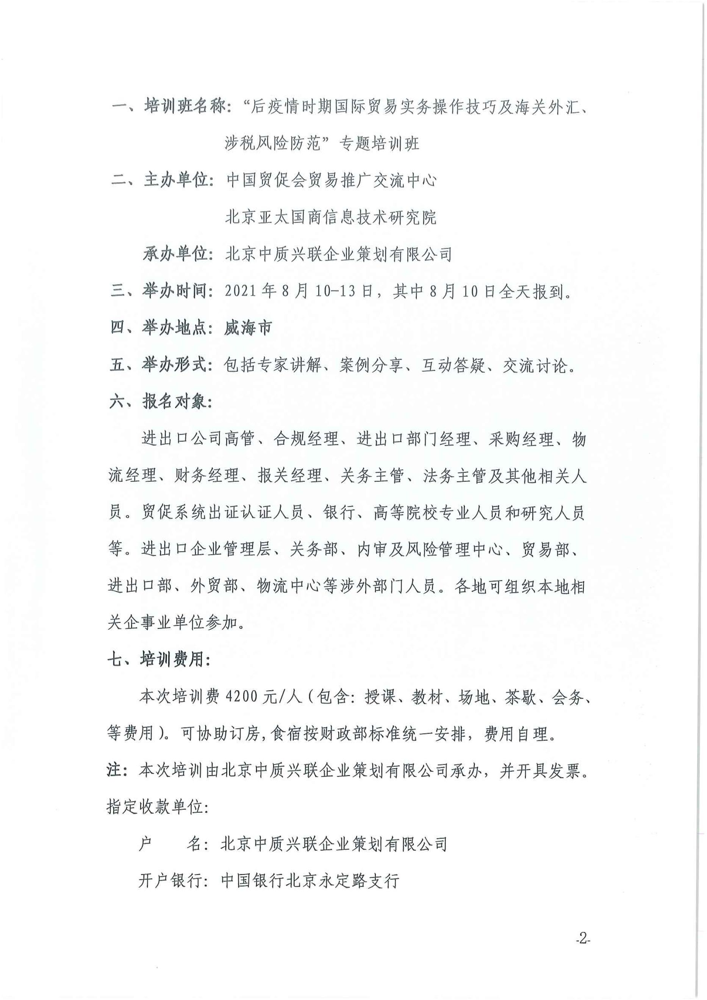 一、培训班名称：“后疫情时期国际贸易实务操作技巧及海关外汇、
涉税风险防范”专题培训班
二、主办单位：中国贸促会贸易推广交流中心
北京亚太国商信息技术研究院
承办单位：北京中质兴联企业策划有限公司
三、举办时间：2021年8月10-13日，其中8月10日全天报到。
四、举办地点：威海市
五、举办形式：包括专家讲解、案例分享、互动答疑、交流讨论。
六、报名对象：
进出口公司高管、合规经理、进出口部门经理、采购经理、物
流经理、财务经理、报关经理、关务主管、法务主管及其他相关人
员。贸促系统出证认证人员、银行、高等院校专业人员和研究人员
等。进出口企业管理层、关务部、内审及风险管理中心、贸易部、
进出口部、外贸部、物流中心等涉外部门人员。各地可组织本地相
关企事业单位参加。
七、培训费用：
本次培训费4200元/人（包含：授课、教材、场地、茶歇、会务、
等费用）。可协助订房,食宿按财政部标准统一安排，费用自理。
注：本次培训由北京中质兴联企业策划有限公司承办，并开具发票。
指定收款单位：
户 名：北京中质兴联企业策划有限公司
开户银行：中国银行北京永定路支行
-2-